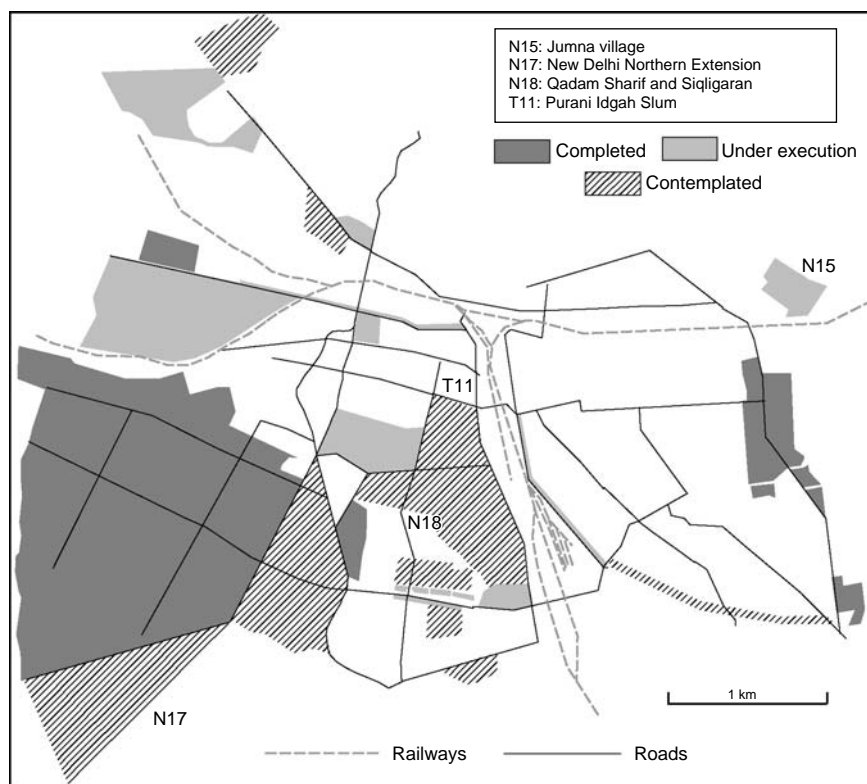 N15: Jumna village
N17: New Delhi Northern Extension
N18: Qadam Sharif and Siqligaran
T11: Purani Idgah Slum
Completed
Under execution
Contemplated
N15
T11
N18
N17
1 km
Railways
Roads